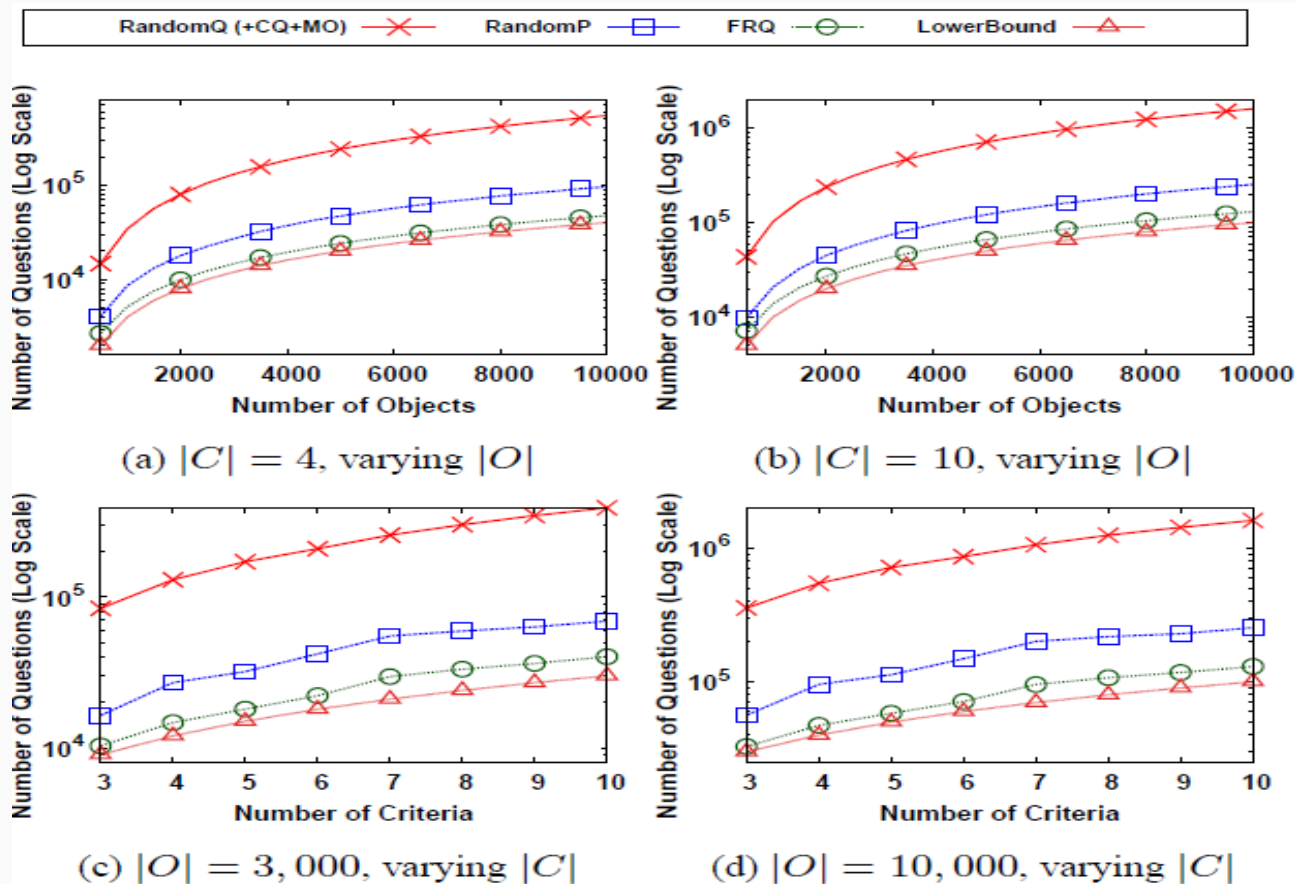 RandomQ (+CQ+MO) RandomP FRQ LowerBound
Number of Questions (Log Scale)
10^5
10^4
2000 4000 6000 8000 10000
Number of Objects
(a) |C| = 4, varying |O|
Number of Questions (Log Scale)
10^6
10^5
10^4
2000 4000 6000 8000 10000
Number of Objects
(b) |C| = 10, varying |O|
Number of Questions (Log Scale)
10^5
10^4
3 4 5 6 7 8 9 10
Number of Criteria
(c) |O| = 3, 000, varying |C|
Number of Questions (Log Scale)
10^6
10^5
3 4 5 6 7 8 9 10
Number of Criteria
(d) |O| = 10, 000, varying |C|